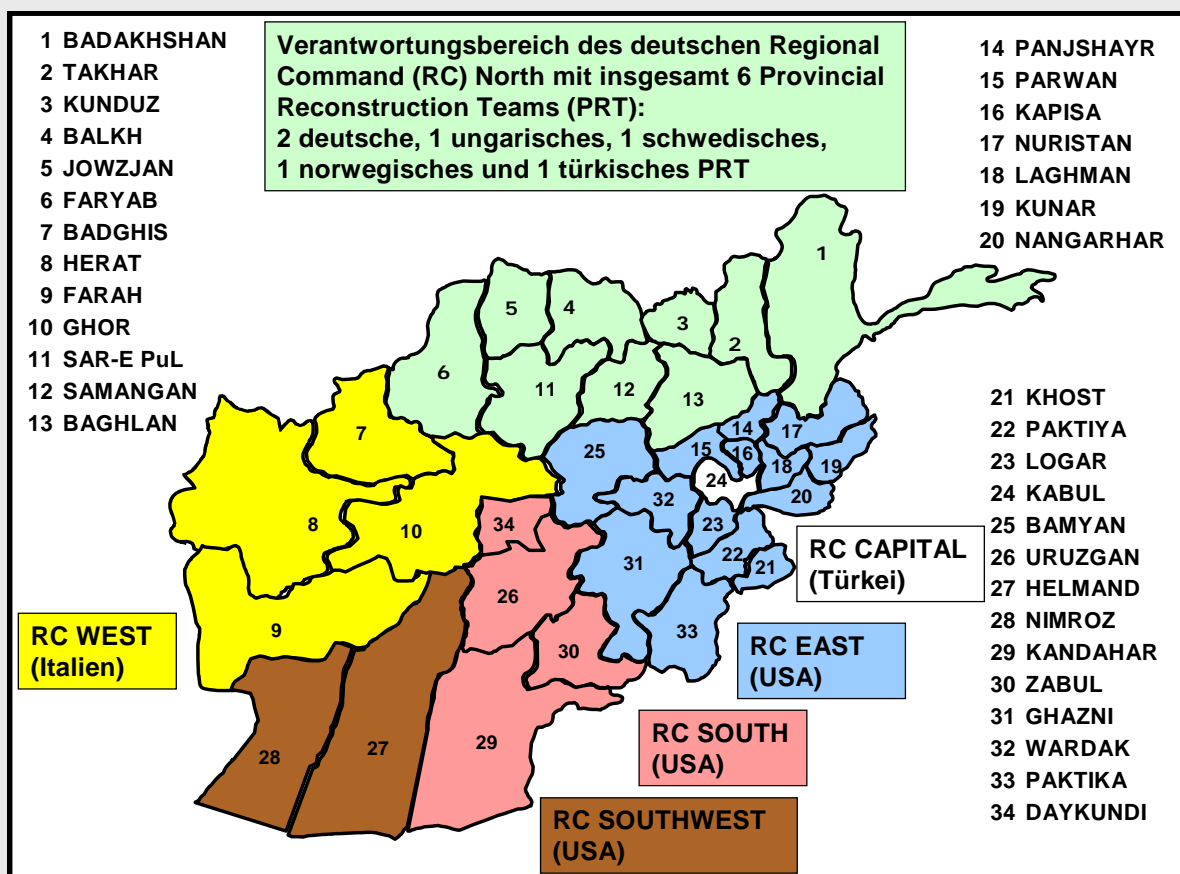 1 BADAKHSHAN
2 TAKHAR
3 KUNDUZ
4 BALKH
5 JOWZJAN
6 FARYAB
7 BADGHIS
8 HERAT
9 FARAH
10 GHOR
11 SAR-E PuL
12 SAMANGAN
13 BAGHLAN
Verantwortungsbereich des deutschen Regional
Command (RC) North mit insgesamt 6 Provincial
Reconstruction Teams (PRT):
2 deutsche, 1 ungarisches, 1 schwedisches,
1 norwegisches und 1 türkisches PRT
14 PANJSHAYR
15 PARWAN
16 KAPISA
17 NURISTAN
18 LAGHMAN
19 KUNAR
20 NANGARHAR
21 KHOST
22 PAKTIYA
23 LOGAR
24 KABUL
25 BAMYAN
26 URUZGAN
27 HELMAND
28 NIMROZ
29 KANDAHAR
30 ZABUL
31 GHAZNI
32 WARDAK
33 PAKTIKA
34 DAYKUNDI
1
5
4
3
2
6
11
12
13
7
14
17
25
15
16
18
19
24
20
32
8
10
34
23
22
21
31
26
9
33
30
28
27
29
RC CAPITAL
(Türkei)
RC WEST
(Italien)
RC EAST
(USA)
RC SOUTH
(USA)
RC SOUTHWEST
(USA)